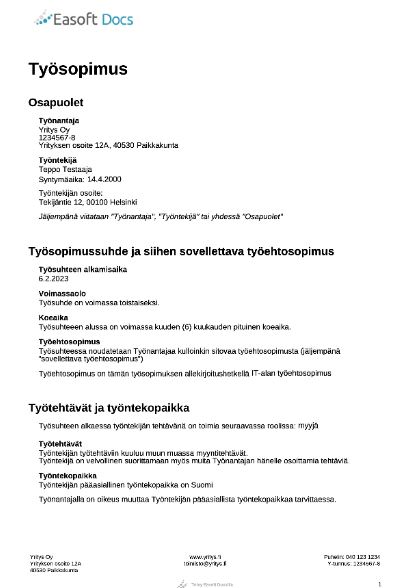 Easoft Docs
Työsopimus
Osapuolet
Työnantaja
Yritys Oy
1234567-8
Yrityksen osoite 12A, 40530 Paikkakunta
Työntekijä
Teppo Testaaja
Syntymäaika: 14.4.2000
Työntekijän osoite:
Tekijäntie 12, 00100 Helsinki
Jäljempänä viitataan "Työnantaja", "Työntekijä" tai yhdessä "Osapuolet"
Työsopimussuhde ja siihen sovellettava työehtosopimus
Työsuhteen alkamisaika
6.2.2023
Voimassaolo
Työsuhde on voimassa toistaiseksi.
Koeaika
Työsuhteeen alussa on voimassa kuuden (6) kuukauden pituinen koeaika.
Työehtosopimus
Työsuhteessa noudatetaan Työnantajaa kulloinkin sitovaa työehtosopimusta (jäljempänä
"sovellettava työehtosopimus")
Työehtosopimus on tämän työsopimuksen allekirjoitushetkellä IT-alan työehtosopimus
Työtehtävät ja työntekopaikka
Työsuhteen alkaessa työntekijän tehtävänä on toimia seuraavassa roolissa: myyjä
Työtehtävät
Työntekijän työtehtäviin kuuluu muun muassa myyntitehtävät.
Työntekijä on velvollinen suorittamaan myös muita Työnantajan hänelle osoittamia tehtäviä
Työntekopaikka
Työntekijän pääasiallinen työntekopaikka on Suomi
Työnantajalla on oikeus muuttaa Työntekijän pääasiallista työntekopaikkaa tarvittaessa.
Yritys Oy
Yrityksen osoite 12A
40530 Paikkakunta
www.yritys.fi
toimisto@yritys.fi
Puhelin: 040 123 1234
Y-tunnus: 1234567-8
Tehty Easoft Docs'illa
1